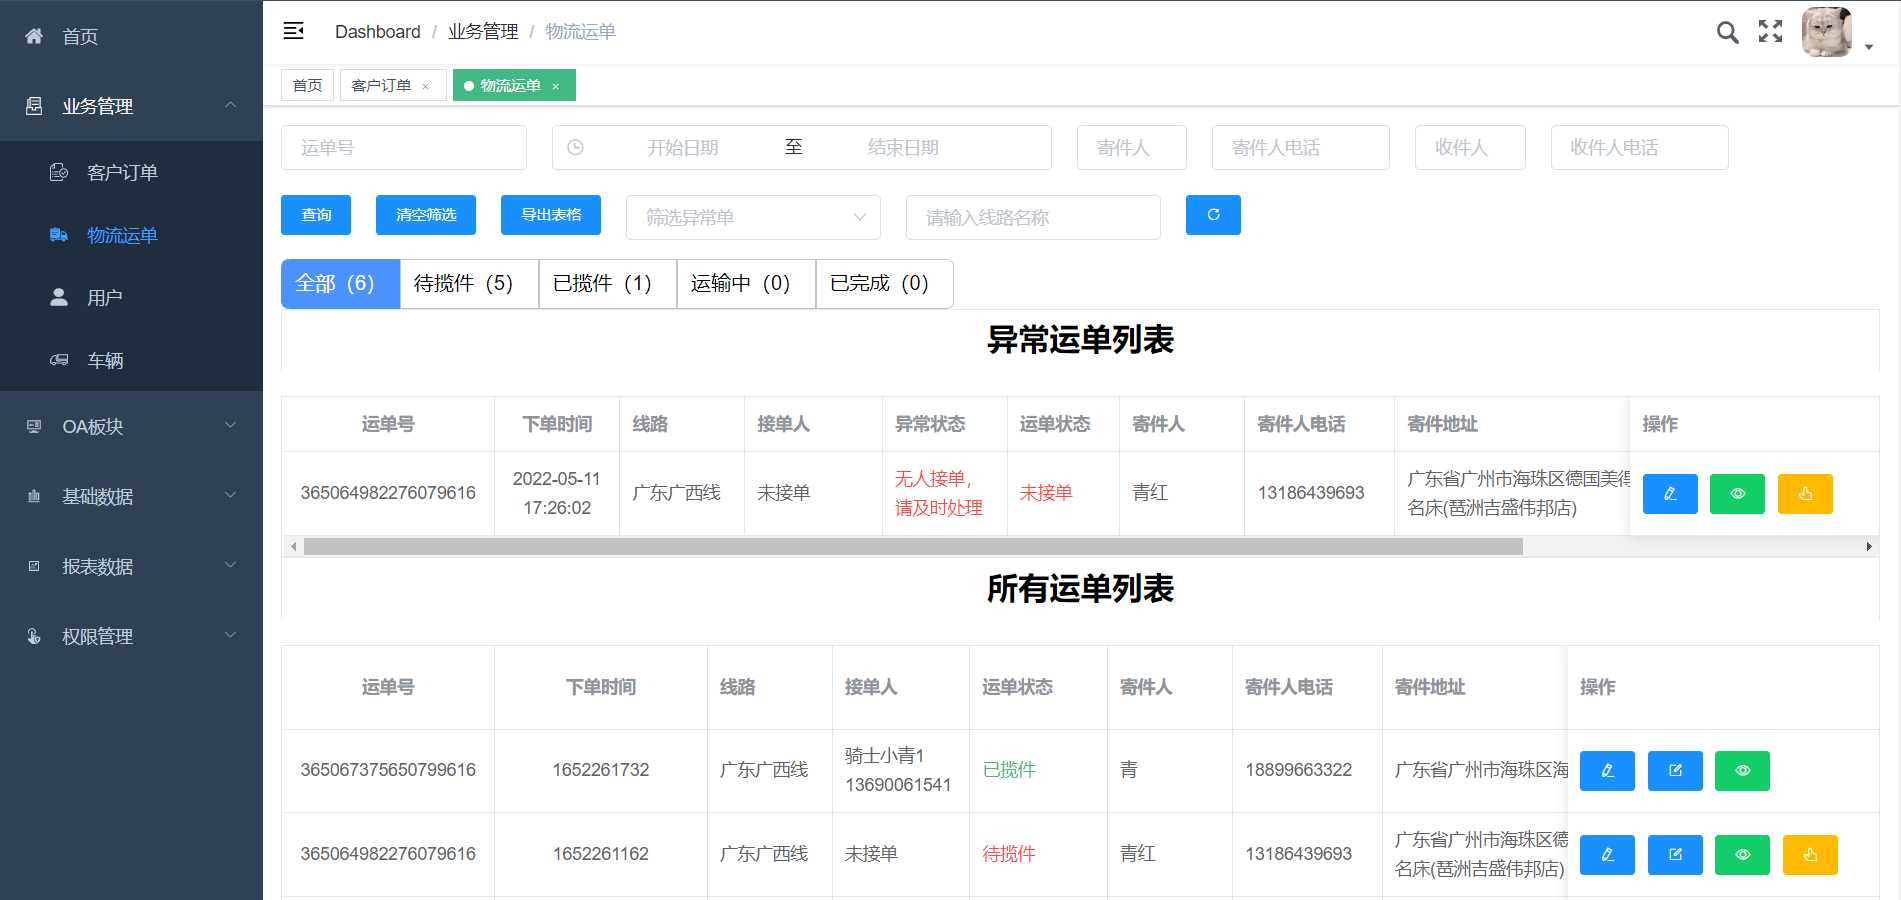 首页
业务管理
客户订单
物流运单
用户
车辆
OA板块
基础数据
报表数据
权限管理
Dashboard / 业务管理 / 物流运单
首页 客户订单 × 物流运单 ×
运单号 开始日期 至 结束日期 寄件人 寄件人电话 收件人 收件人电话
查询 清空筛选 导出表格 筛选异常单 请输入线路名称
全部（6） 待揽件（5） 已揽件（1） 运输中（0） 已完成（0）
异常运单列表
运单号 下单时间 线路 接单人 异常状态 运单状态 寄件人 寄件人电话 寄件地址 操作
365064982276079616 2022-05-11 17:26:02 广东广西线 未接单 无人接单，请及时处理 未接单 青红 13186439693 广东省广州市海珠区德国美得
名床(琶洲吉盛伟邦店)
所有运单列表
运单号 下单时间 线路 接单人 运单状态 寄件人 寄件人电话 寄件地址 操作
365067375650799616 1652261732 广东广西线 骑士小青1 13690061541 已揽件 青 18899663322 广东省广州市海珠区海
365064982276079616 1652261162 广东广西线 未接单 待揽件 青红 13186439693 广东省广州市海珠区德
名床(琶洲吉盛伟邦店)